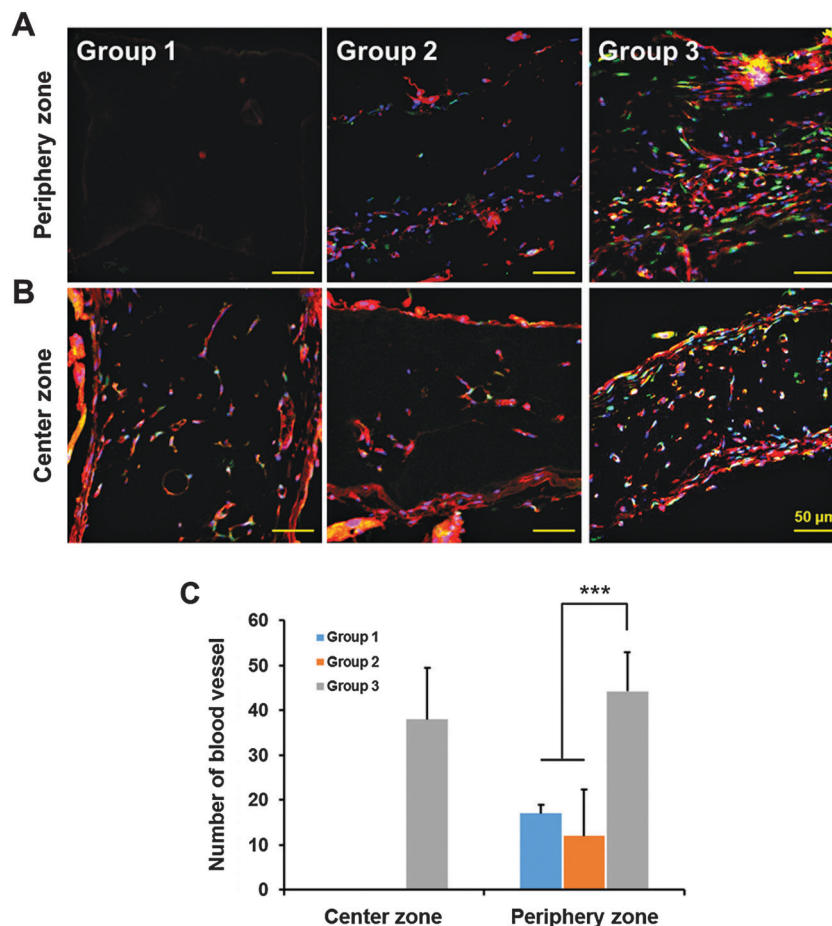 A
Group 1
Group 2
Group 3
Periphery zone
B
Center zone
50 µm
C
***
Number of blood vessel
60
50
40
30
20
10
0
Group 1
Group 2
Group 3
Center zone
Periphery zone